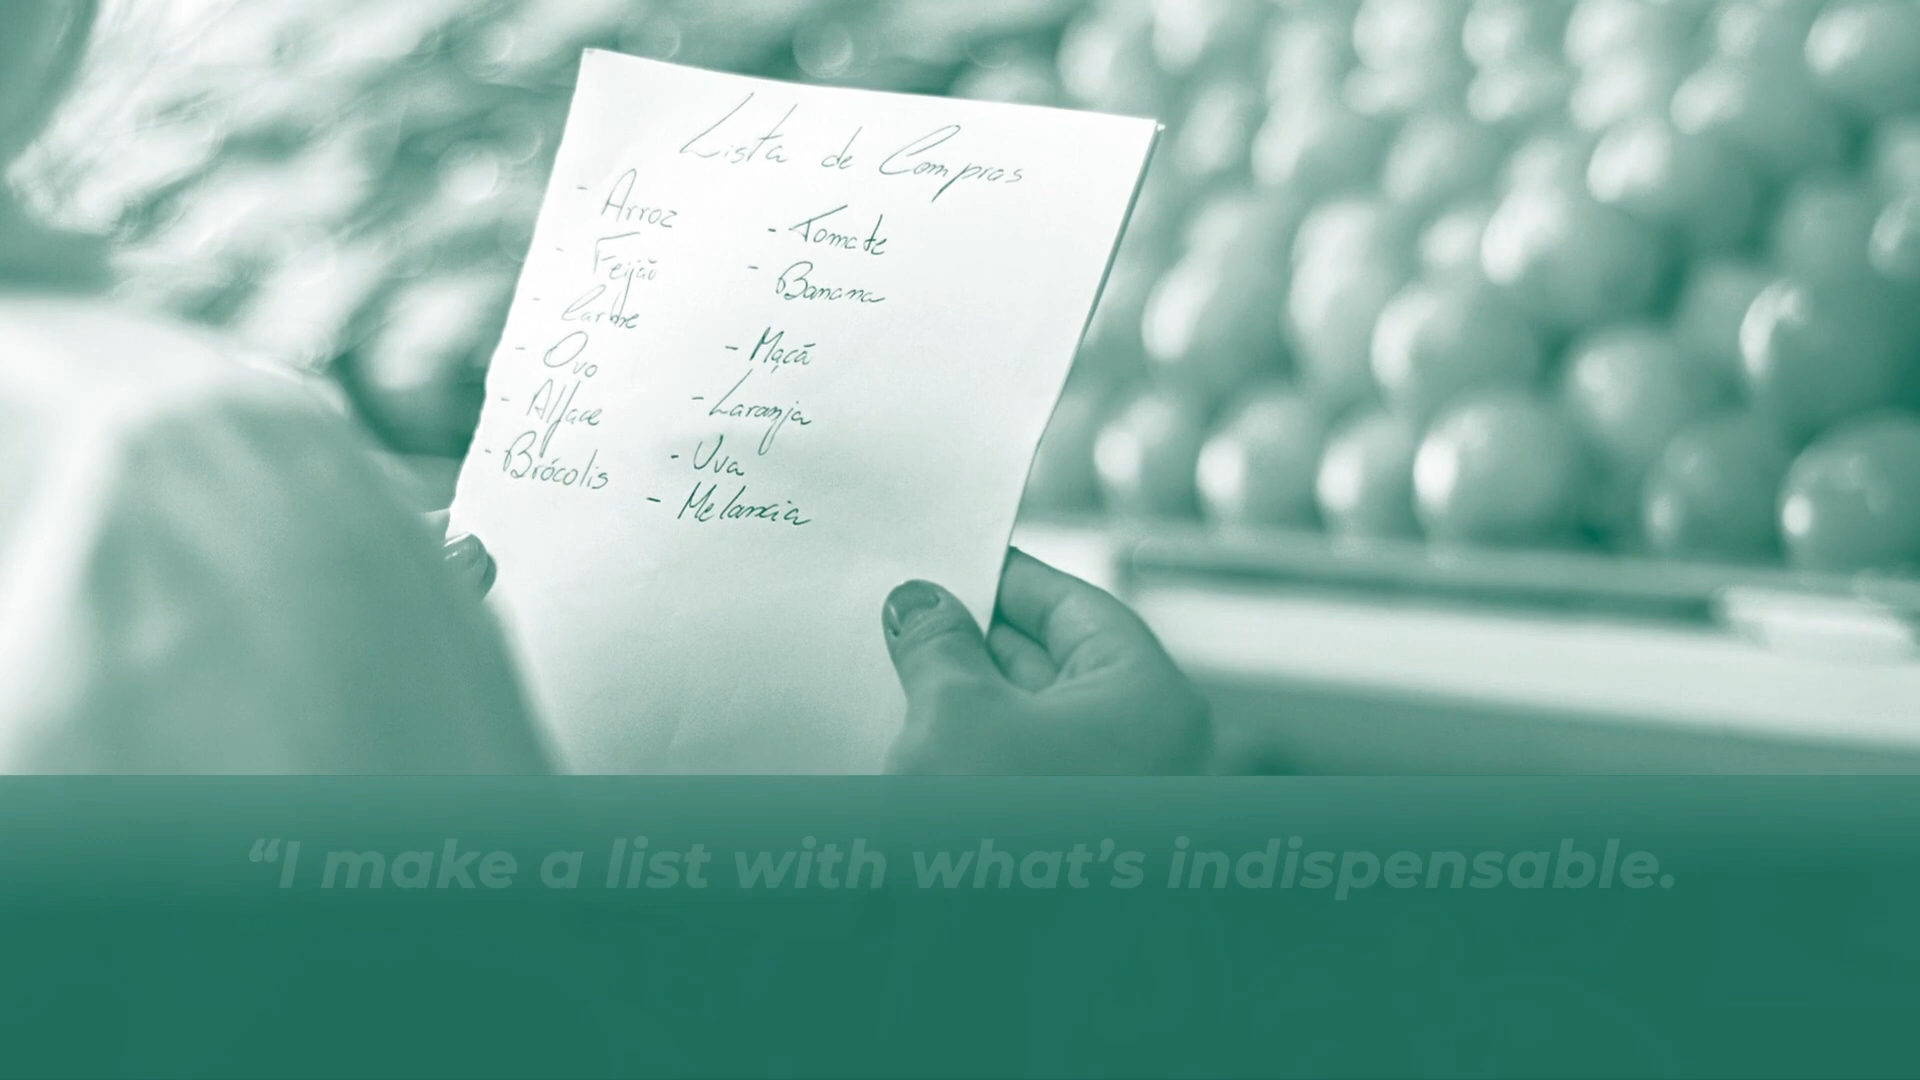 Lista de Compras
- Arroz
- Feijão
- Carne
- Ovo
- Alface
- Brócolis
- Tomate
- Banana
- Maçã
- Laranja
- Uva
- Melancia
“I make a list with what’s indispensable.